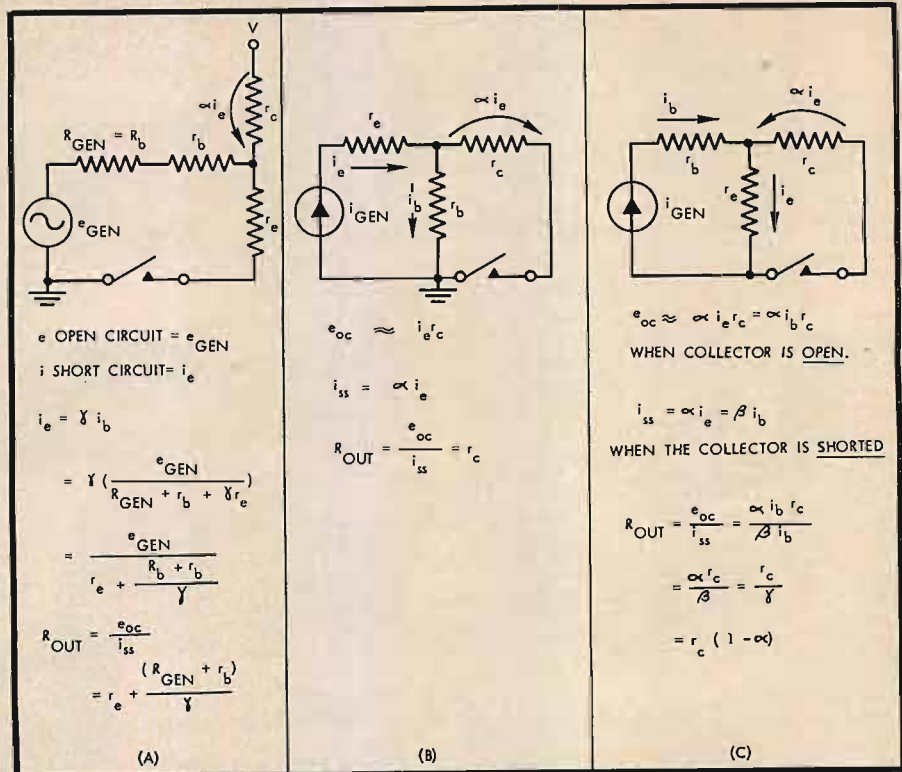 V
αi_e
r_c
R_GEN = R_b
r_b
r_e
e_GEN
e OPEN CIRCUIT = e_GEN
i SHORT CIRCUIT= i_e
i_e = γ i_b
= γ ( e_GEN / (R_GEN + r_b + γr_e) )
= e_GEN / (r_e + (R_b + r_b) / γ)
R_OUT = e_oc / i_ss
= r_e + (R_GEN + r_b) / γ
(A)
αi_e
r_e
r_c
i_e
i_b
r_b
i_GEN
e_oc ≈ i_e r_c
i_ss = α i_e
R_OUT = e_oc / i_ss = r_c
(B)
i_b
αi_e
r_b
r_c
r_e
i_e
i_GEN
e_oc ≈ α i_e r_c = α i_b r_c
WHEN COLLECTOR IS OPEN.
i_ss = α i_e = β i_b
WHEN THE COLLECTOR IS SHORTED
R_OUT = e_oc / i_ss = α i_b r_c / β i_b
= α r_c / β = r_c / γ
= r_c (1 - α)
(C)